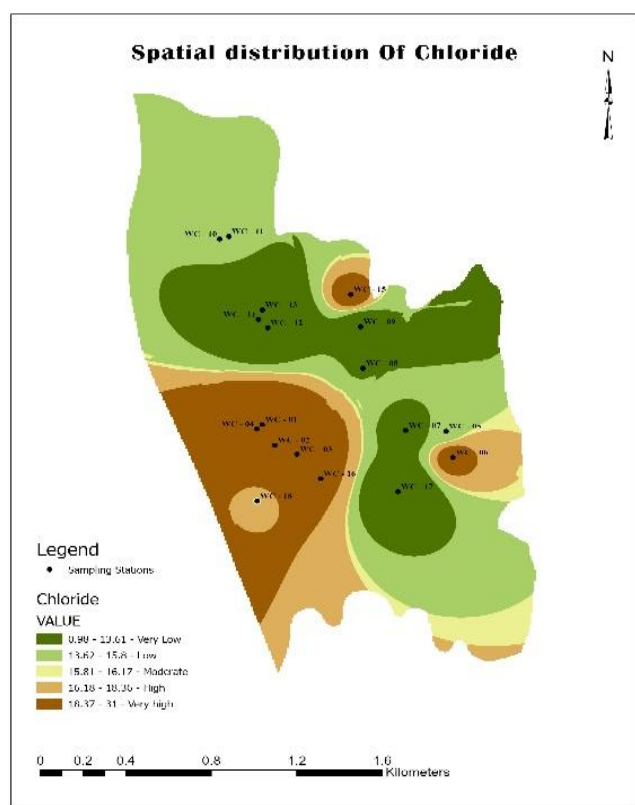 Spatial distribution Of Chloride
N
WC - 10
WC - 11
WC - 15
WC - 13
WC - 11
WC - 12
WC - 09
WC - 08
WC - 01
WC - 04
WC - 02
WC - 03
WC - 07
WC - 05
WC - 06
WC - 16
WC - 17
WC - 18
Legend
Sampling Stations
Chloride
VALUE
0.98 - 13.61 - Very Low
13.62 - 15.8 - Low
15.81 - 16.17 - Moderate
16.18 - 18.36 - High
18.37 - 31 - Very high
0 0.2 0.4 0.8 1.2 1.6
Kilometers